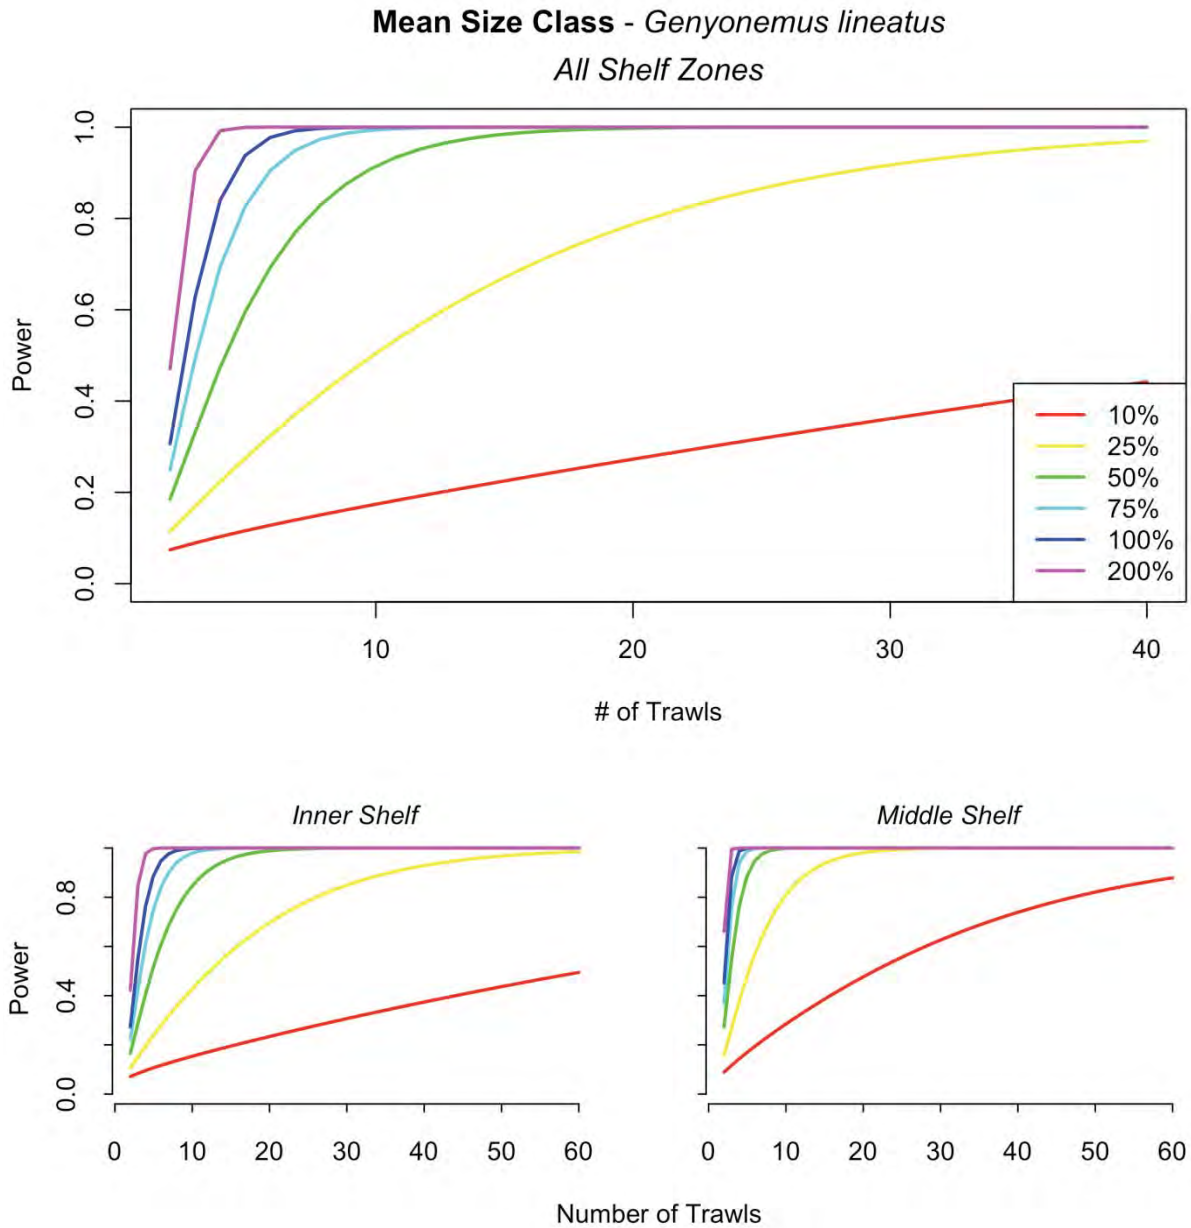 Mean Size Class - Genyonemus lineatus
All Shelf Zones
Power
1.0
0.8
0.6
0.4
0.2
0.0
10%
25%
50%
75%
100%
200%
10 20 30 40
# of Trawls
Inner Shelf
Power
0.8
0.4
0.0
0 10 20 30 40 50 60
Middle Shelf
0 10 20 30 40 50 60
Number of Trawls